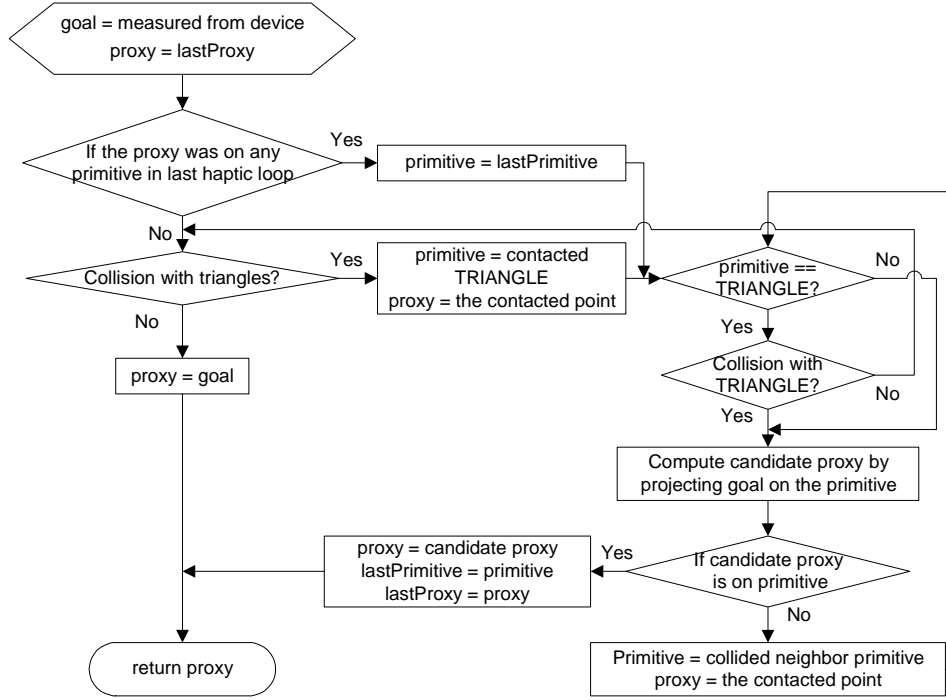 goal = measured from device
proxy = lastProxy
If the proxy was on any
primitive in last haptic loop
Yes
primitive = lastPrimitive
No
Collision with triangles?
Yes
primitive = contacted
TRIANGLE
proxy = the contacted point
primitive ==
TRIANGLE?
No
Yes
No
proxy = goal
Collision with
TRIANGLE?
No
Yes
Compute candidate proxy by
projecting goal on the primitive
If candidate proxy
is on primitive
Yes
proxy = candidate proxy
lastPrimitive = primitive
lastProxy = proxy
No
return proxy
Primitive = collided neighbor primitive
proxy = the contacted point